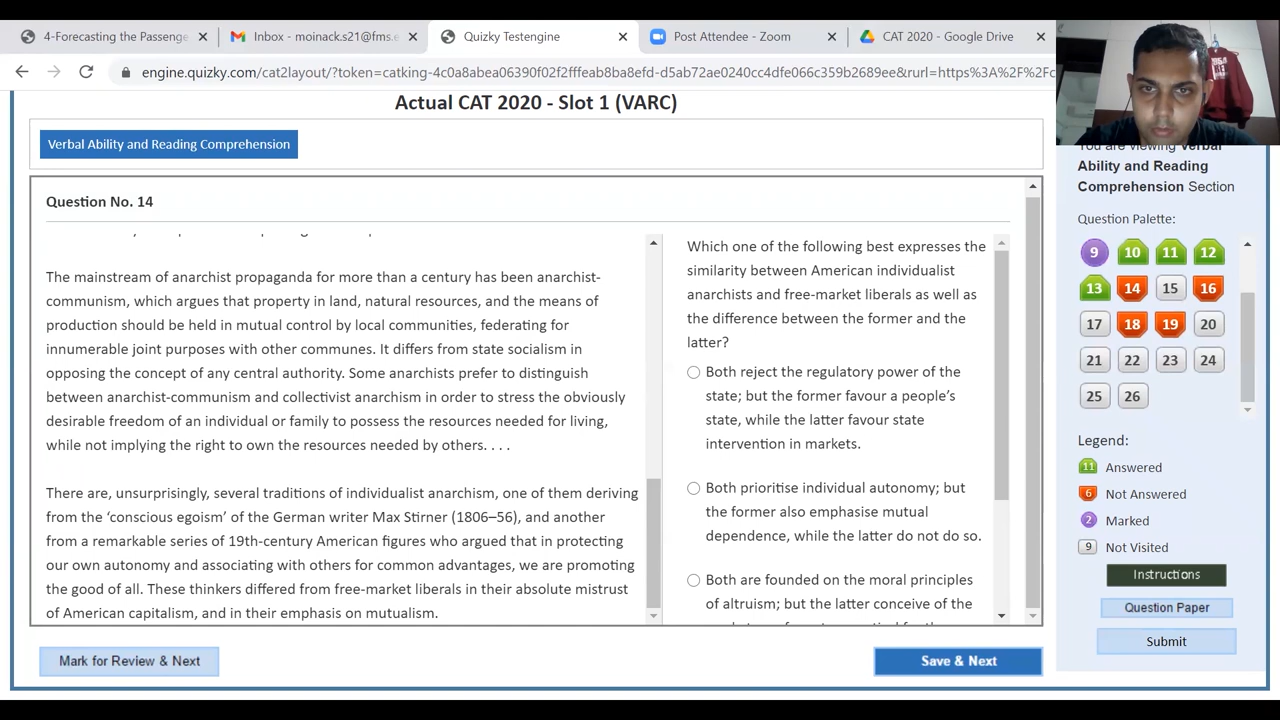 4-Forecasting the Passenge
Inbox - moinack.s21@fms.e
Quizky Testengine
Post Attendee - Zoom
CAT 2020 - Google Drive
engine.quizky.com/cat2layout/?token=catking-4c0a8abea06390f02f2fffeab8ba8efd-d5ab72ae0240cc4dfe066c359b2689ee&rurl=https%3A%2F%2Fc
Actual CAT 2020 - Slot 1 (VARC)
Verbal Ability and Reading Comprehension
Question No. 14
The mainstream of anarchist propaganda for more than a century has been anarchist-
communism, which argues that property in land, natural resources, and the means of
production should be held in mutual control by local communities, federating for
innumerable joint purposes with other communes. It differs from state socialism in
opposing the concept of any central authority. Some anarchists prefer to distinguish
between anarchist-communism and collectivist anarchism in order to stress the obviously
desirable freedom of an individual or family to possess the resources needed for living,
while not implying the right to own the resources needed by others. . . .
There are, unsurprisingly, several traditions of individualist anarchism, one of them deriving
from the ‘conscious egoism’ of the German writer Max Stirner (1806–56), and another
from a remarkable series of 19th-century American figures who argued that in protecting
our own autonomy and associating with others for common advantages, we are promoting
the good of all. These thinkers differed from free-market liberals in their absolute mistrust
of American capitalism, and in their emphasis on mutualism.
Which one of the following best expresses the
similarity between American individualist
anarchists and free-market liberals as well as
the difference between the former and the
latter?
Both reject the regulatory power of the
state; but the former favour a people’s
state, while the latter favour state
intervention in markets.
Both prioritise individual autonomy; but
the former also emphasise mutual
dependence, while the latter do not do so.
Both are founded on the moral principles
of altruism; but the latter conceive of the
Mark for Review & Next
Save & Next
You are viewing Verbal
Ability and Reading
Comprehension Section
Question Palette:
9 10 11 12
13 14 15 16
17 18 19 20
21 22 23 24
25 26
Legend:
11 Answered
6 Not Answered
2 Marked
9 Not Visited
Instructions
Question Paper
Submit